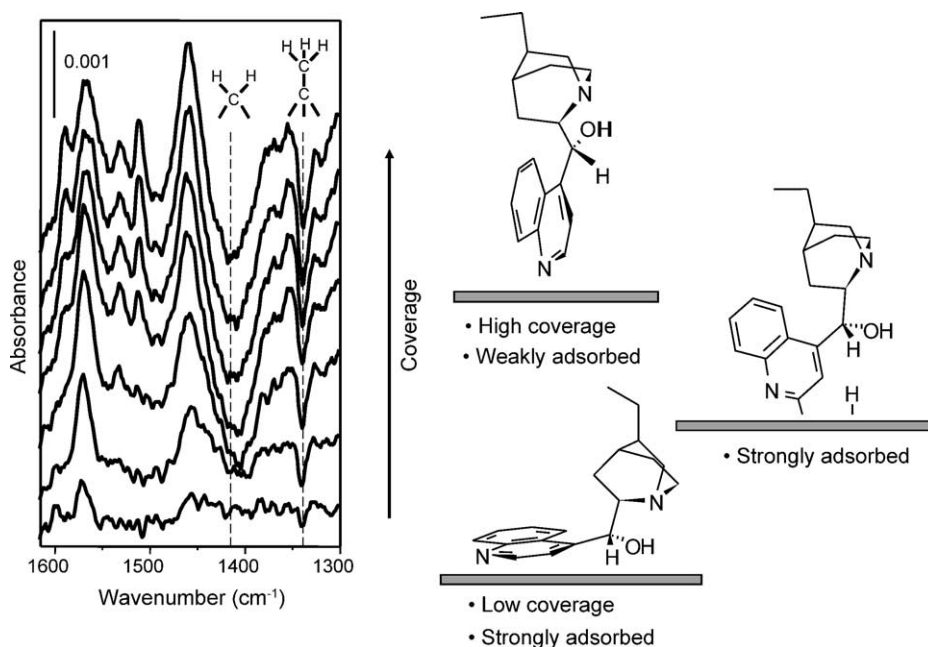 0.001
H H
C
H H H
C
C
Absorbance
Coverage
1600 1500 1400 1300
Wavenumber (cm-1)
N
OH
H
N
• High coverage
• Weakly adsorbed
N
OH
H
N
H
• Strongly adsorbed
N
N
OH
H
• Low coverage
• Strongly adsorbed